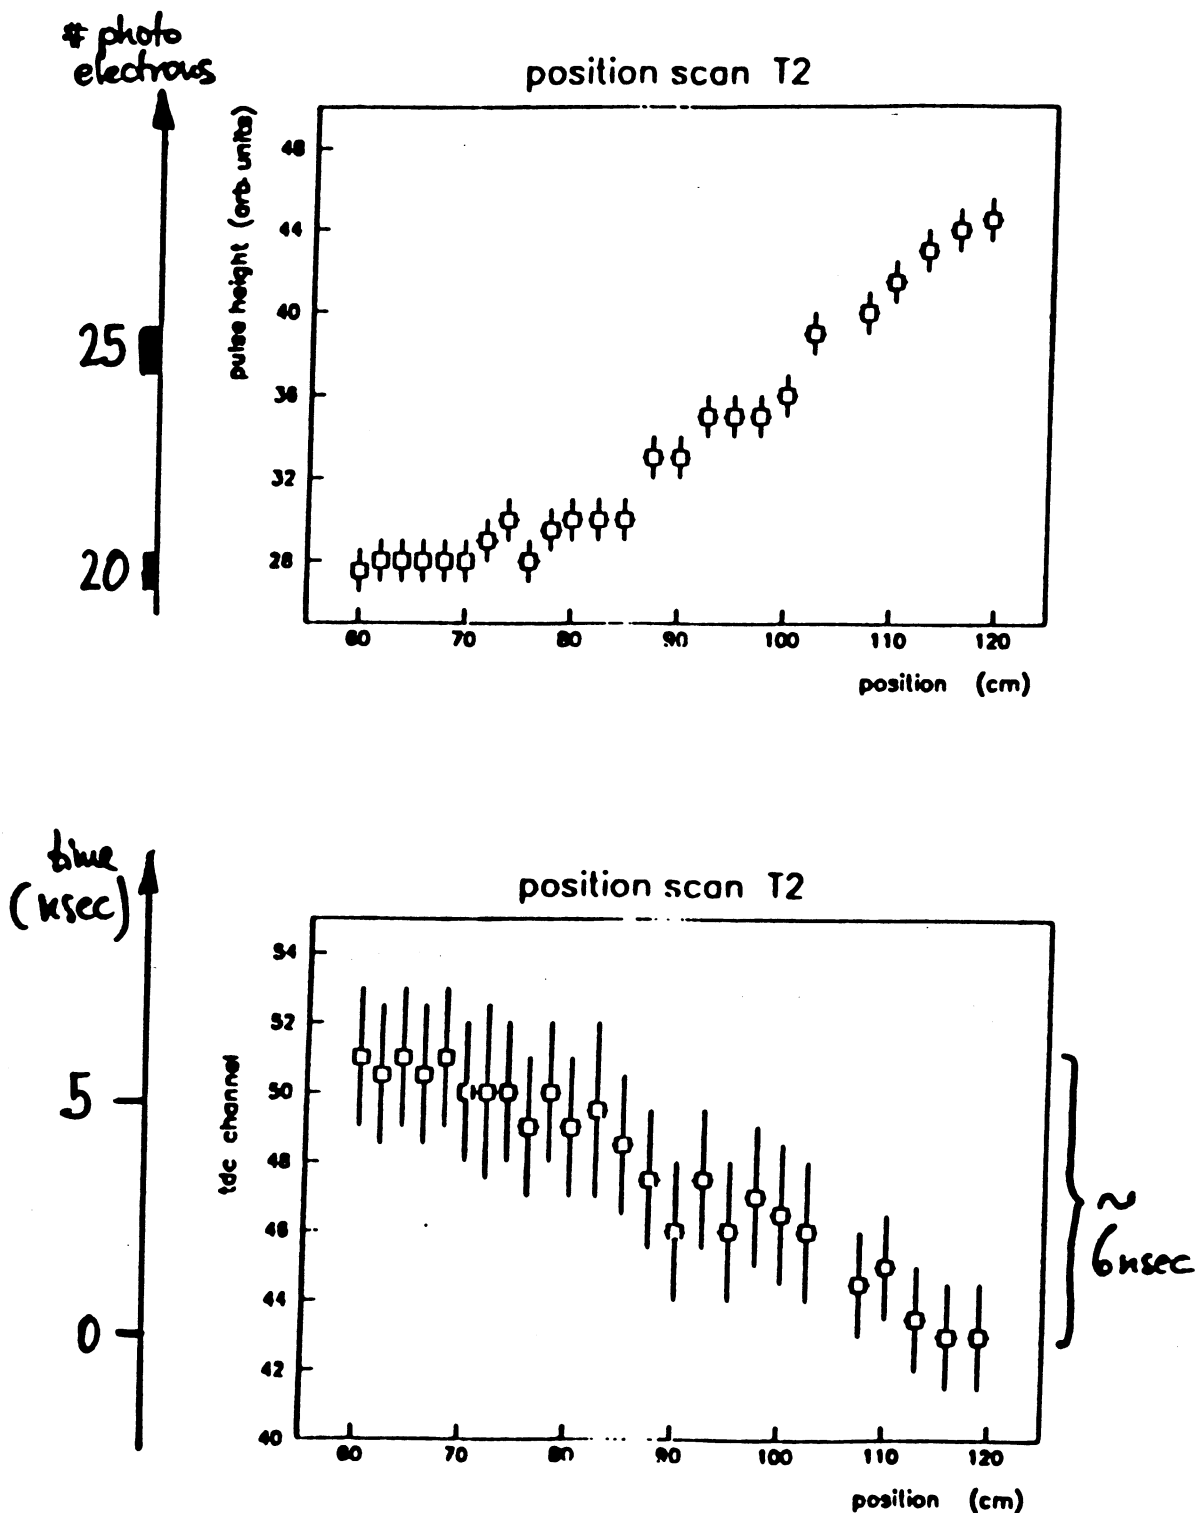 # photo
electrons
position scan T2
pulse height (arb units)
48
44
40
36
32
28
25
20
60 70 80 90 100 110 120
position (cm)
time
(nsec)
position scan T2
tdc channel
54
52
50
48
46
44
42
40
5
0
~
6nsec
60 70 80 90 100 110 120
position (cm)